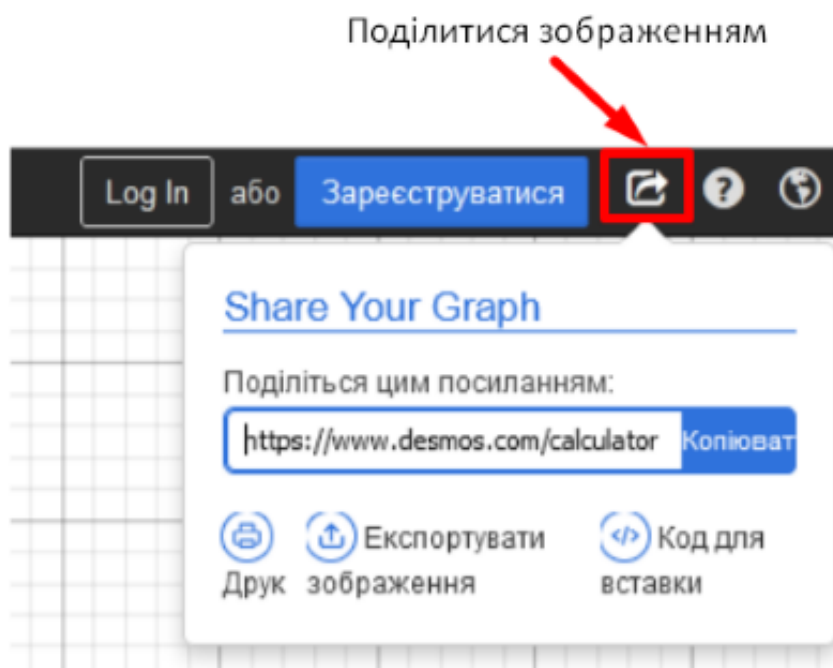 Поділитися зображенням
Log In або Зареєструватися
Share Your Graph
Поділіться цим посиланням:
https://www.desmos.com/calculator Копіюват
Друк Експортувати зображення Код для вставки